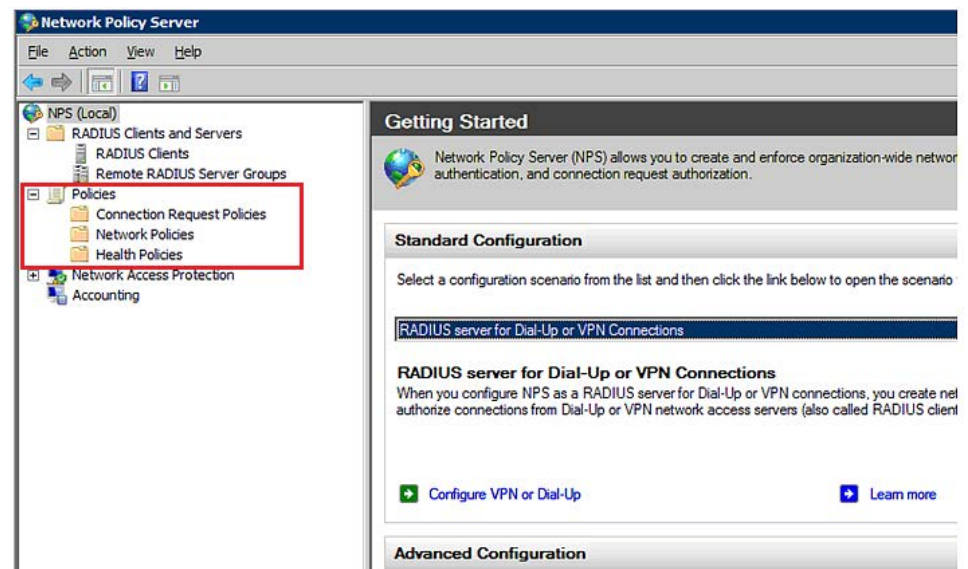 Network Policy Server
File Action View Help
NPS (Local)
RADIUS Clients and Servers
RADIUS Clients
Remote RADIUS Server Groups
Policies
Connection Request Policies
Network Policies
Health Policies
Network Access Protection
Accounting
Getting Started
Network Policy Server (NPS) allows you to create and enforce organization-wide networ
authentication, and connection request authorization.
Standard Configuration
Select a configuration scenario from the list and then click the link below to open the scenario
RADIUS server for Dial-Up or VPN Connections
RADIUS server for Dial-Up or VPN Connections
When you configure NPS as a RADIUS server for Dial-Up or VPN connections, you create net
authorize connections from Dial-Up or VPN network access servers (also called RADIUS client
Configure VPN or Dial-Up
Learn more
Advanced Configuration